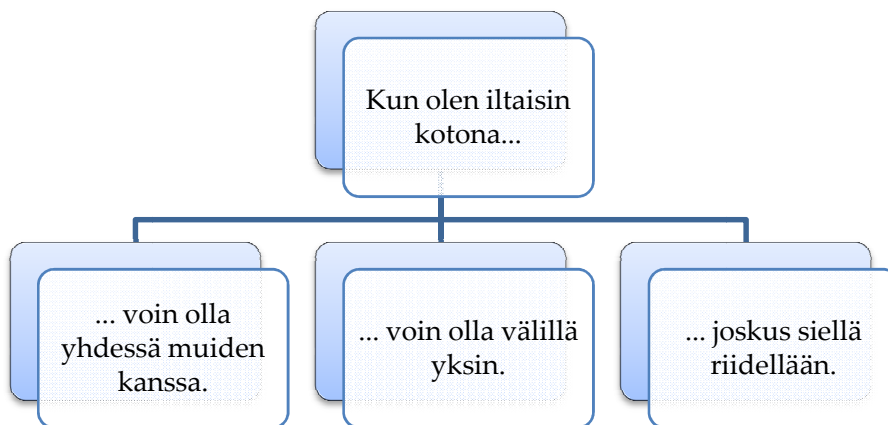 Kun olen iltaisin
kotona...
... voin olla
yhdessä muiden
kanssa.
... voin olla välillä
yksin.
... joskus siellä
riidellään.